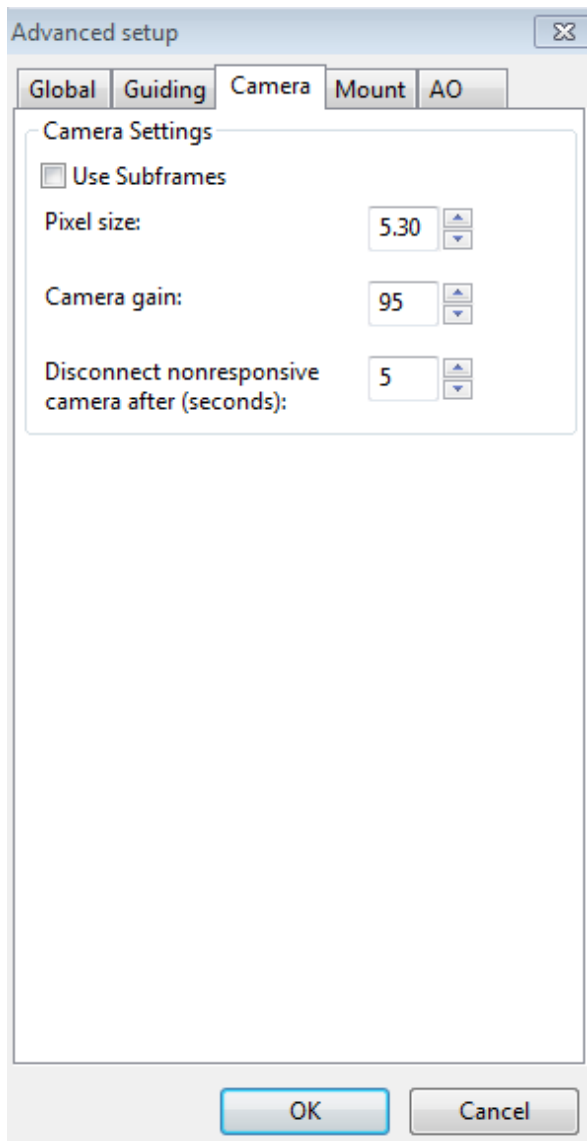 Advanced setup
Global Guiding Camera Mount AO
Camera Settings
Use Subframes
Pixel size: 5.30
Camera gain: 95
Disconnect nonresponsive 5
camera after (seconds):
OK Cancel